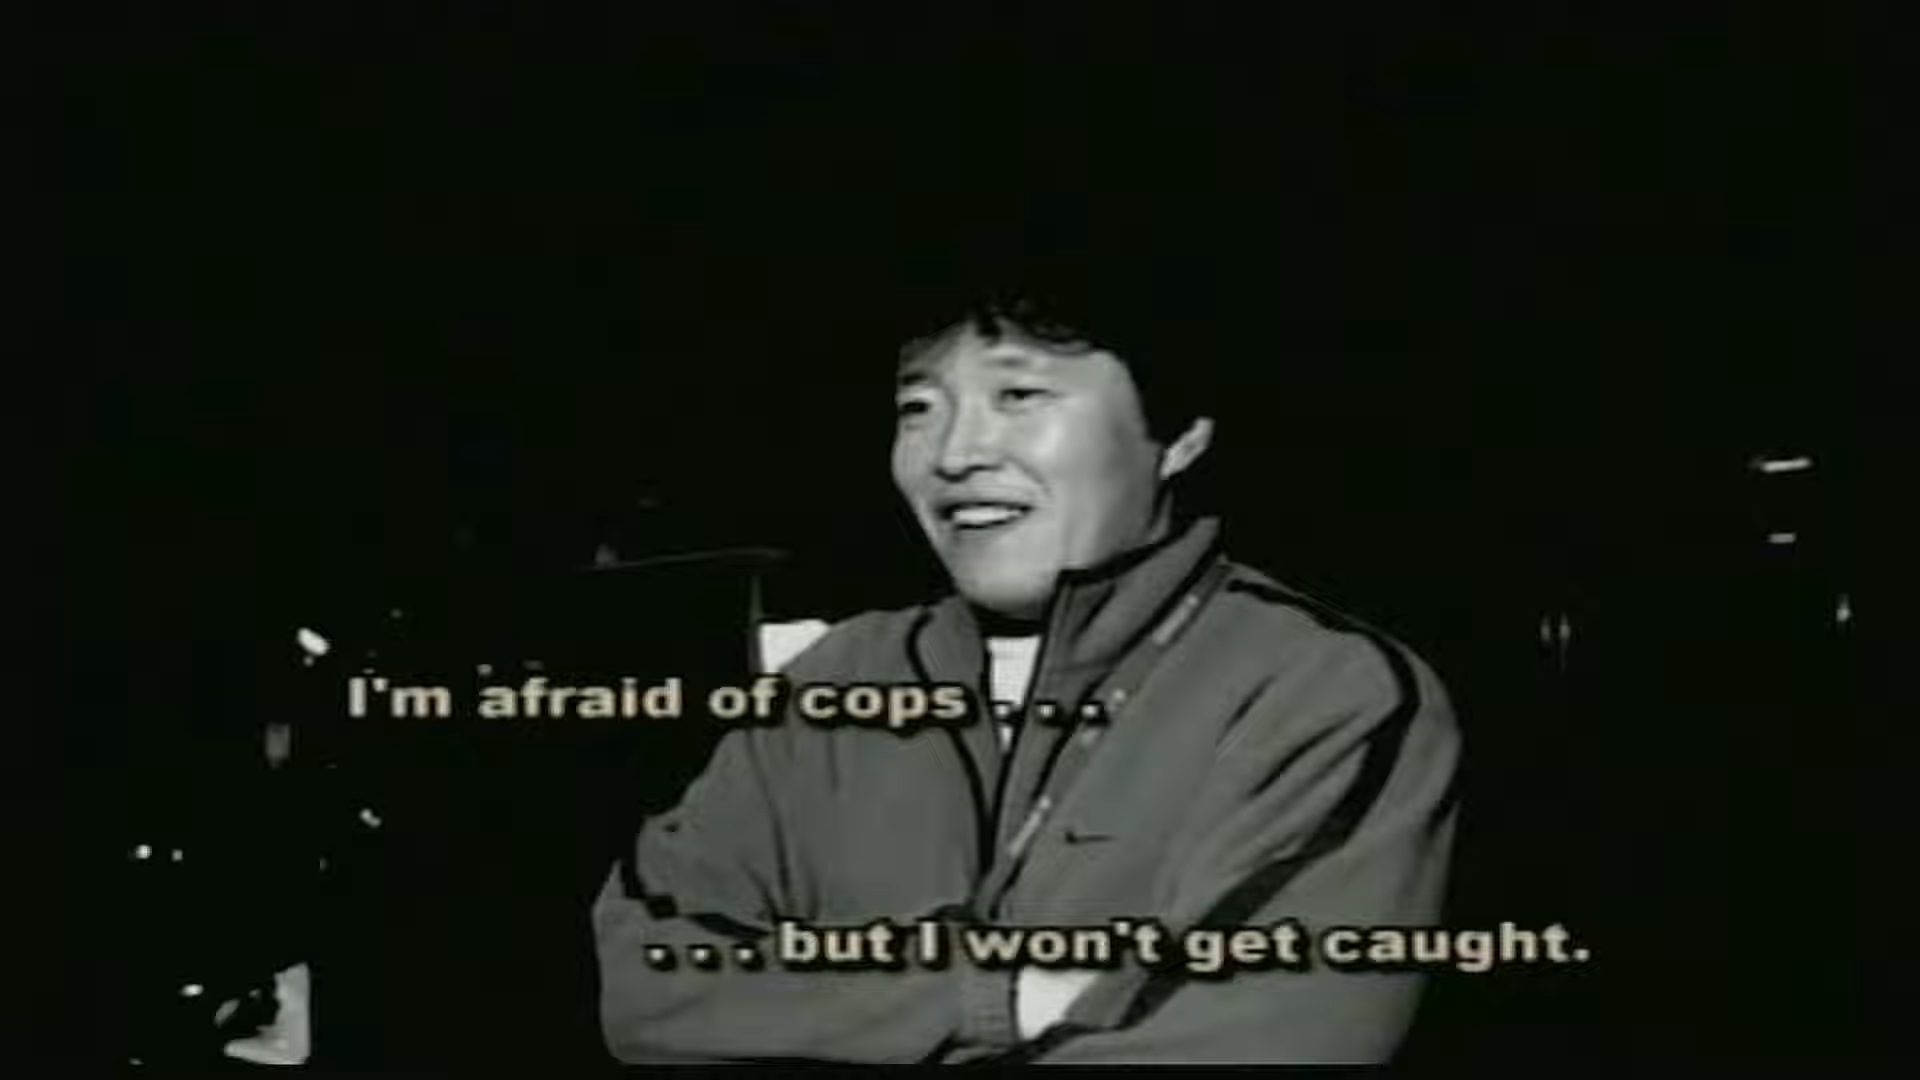 I'm afraid of cops . . .
. . . but I won't get caught.